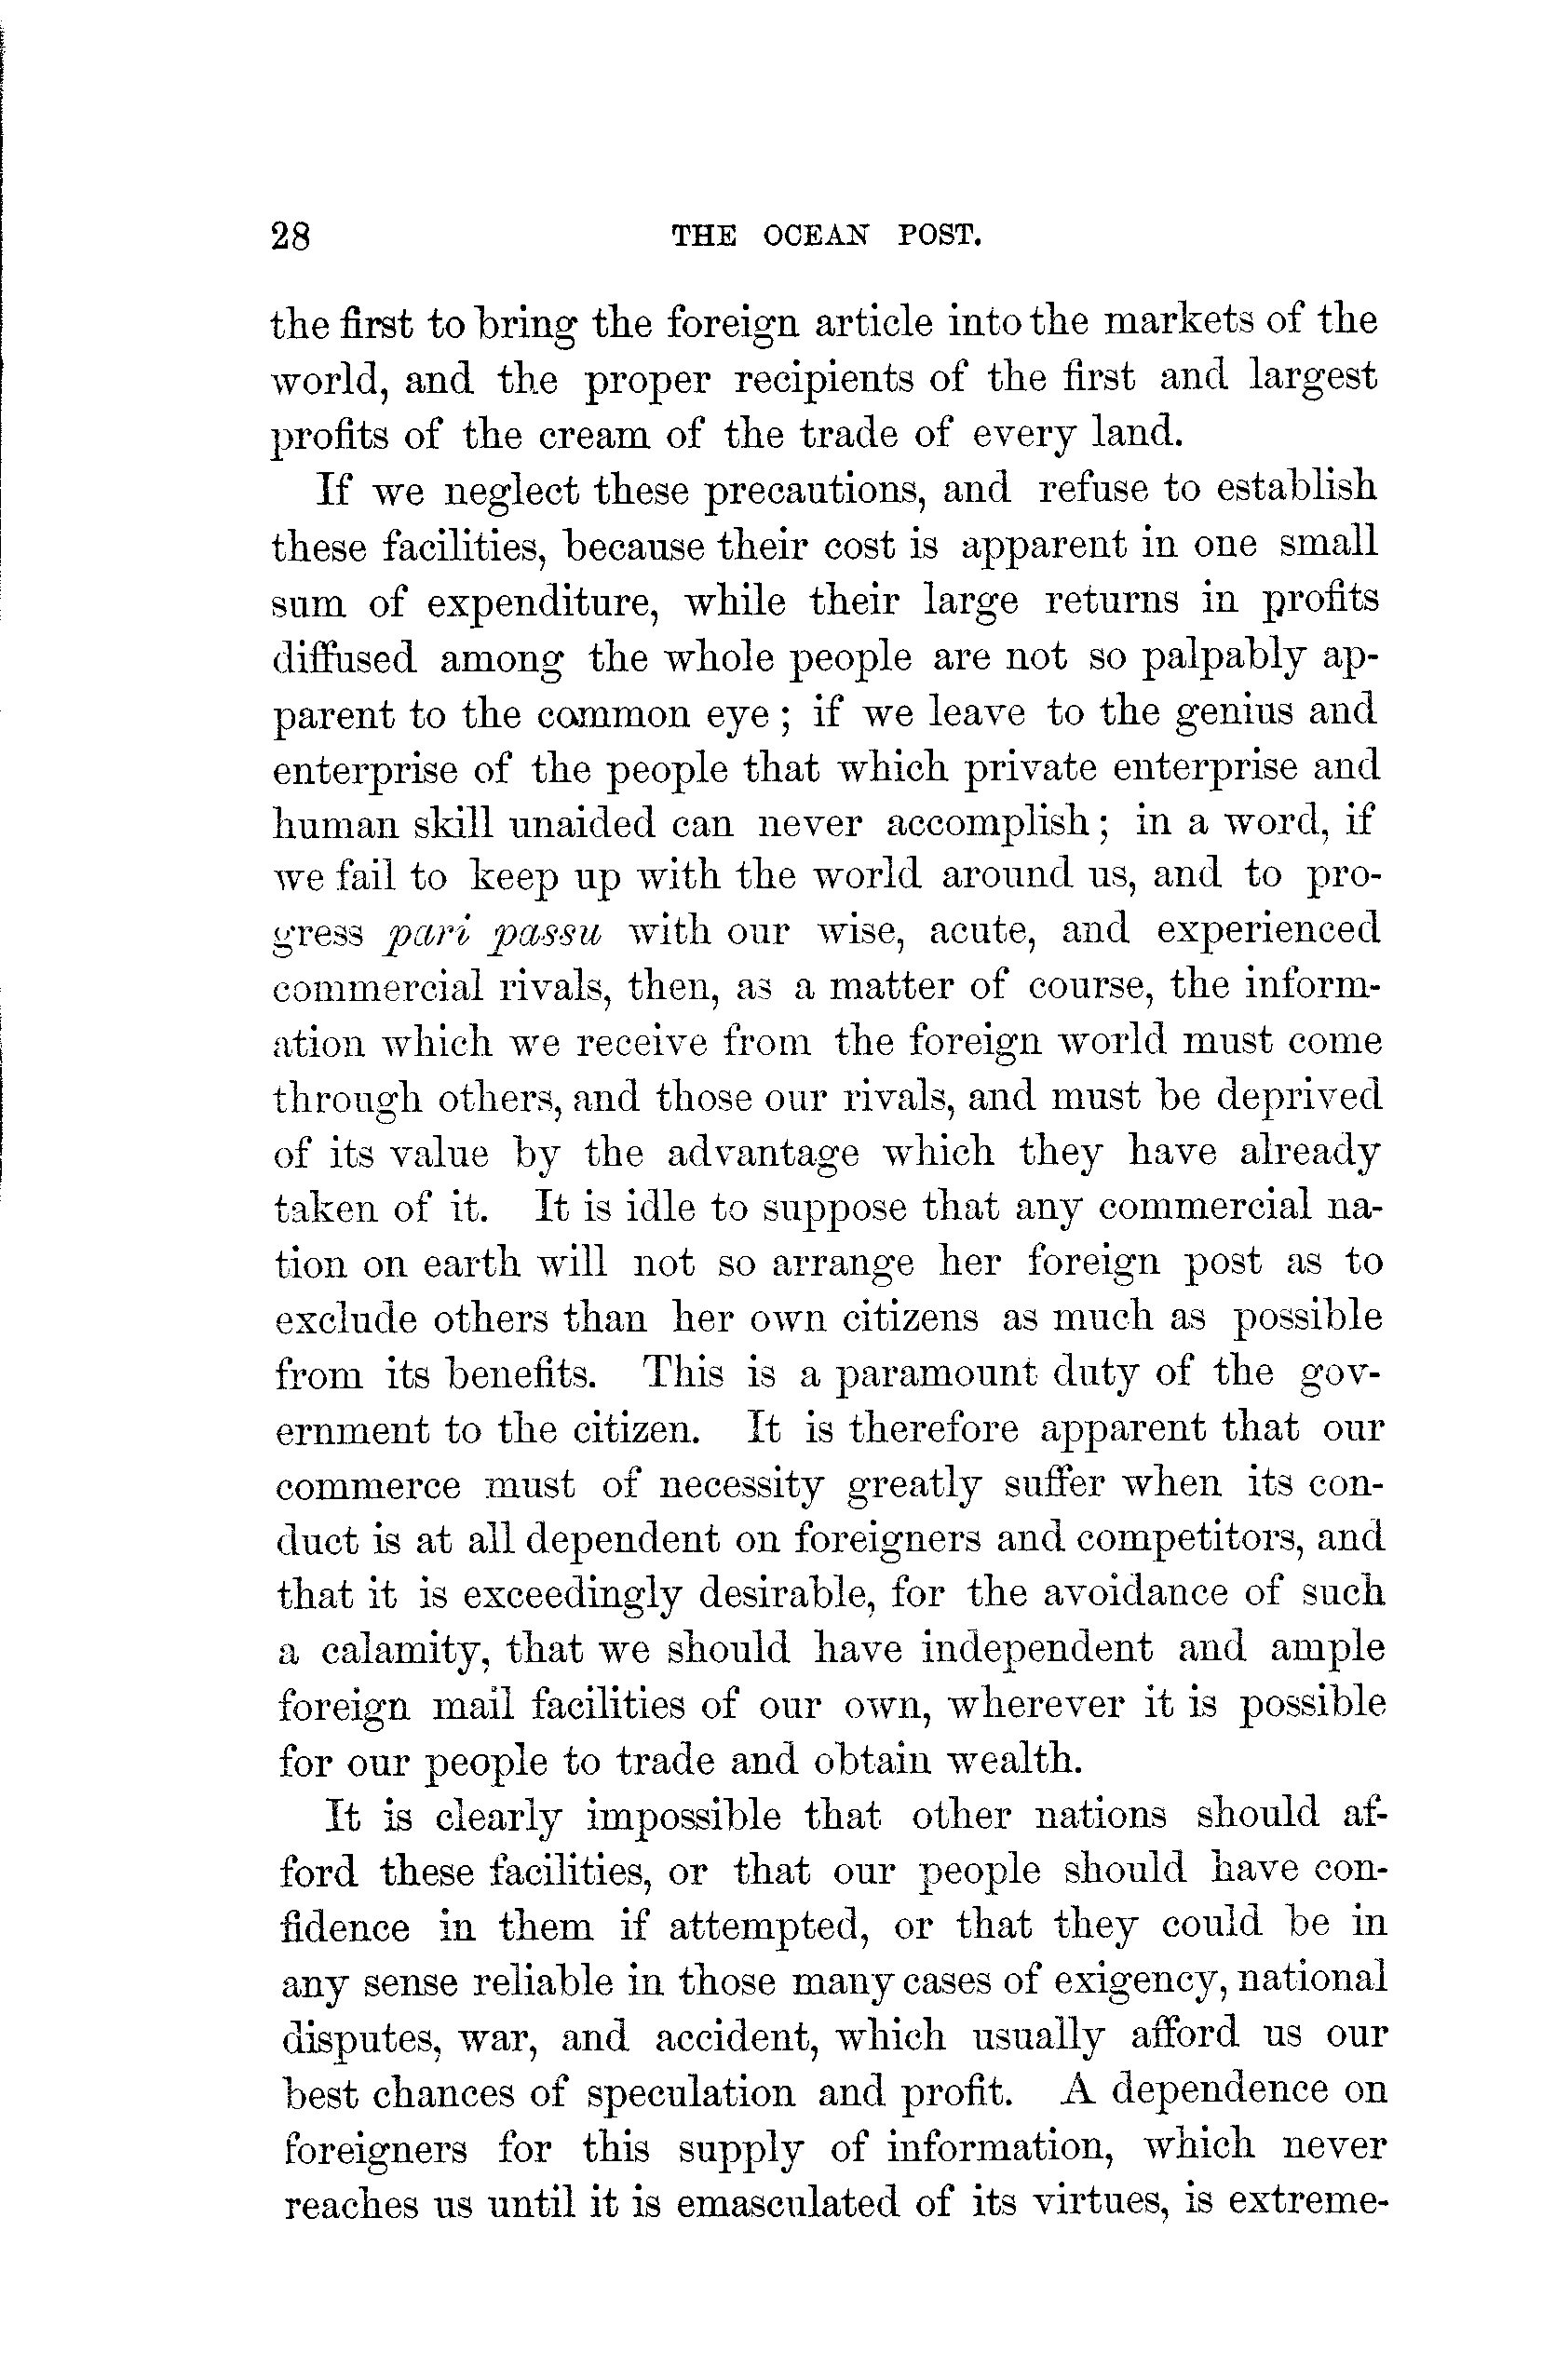 28 THE OCEAN POST.
the first to bring the foreign article into the markets of the
world, and the proper recipients of the first and largest
profits of the cream of the trade of every land.
If we neglect these precautions, and refuse to establish
these facilities, because their cost is apparent in one small
sum of expenditure, while their large returns in profits
diffused among the whole people are not so palpably ap-
parent to the common eye; if we leave to the genius and
enterprise of the people that which private enterprise and
human skill unaided can never accomplish; in a word, if
we fail to keep up with the world around us, and to pro-
gress pari passu with our wise, acute, and experienced
commercial rivals, then, as a matter of course, the inform-
ation which we receive from the foreign world must come
through others, and those our rivals, and must be deprived
of its value by the advantage which they have already
taken of it. It is idle to suppose that any commercial na-
tion on earth will not so arrange her foreign post as to
exclude others than her own citizens as much as possible
from its benefits. This is a paramount duty of the gov-
ernment to the citizen. It is therefore apparent that our
commerce must of necessity greatly suffer when its con-
duct is at all dependent on foreigners and competitors, and
that it is exceedingly desirable, for the avoidance of such
a calamity, that we should have independent and ample
foreign mail facilities of our own, wherever it is possible
for our people to trade and obtain wealth.
It is clearly impossible that other nations should af-
ford these facilities, or that our people should have con-
fidence in them if attempted, or that they could be in
any sense reliable in those many cases of exigency, national
disputes, war, and accident, which usually afford us our
best chances of speculation and profit. A dependence on
foreigners for this supply of information, which never
reaches us until it is emasculated of its virtues, is extreme-